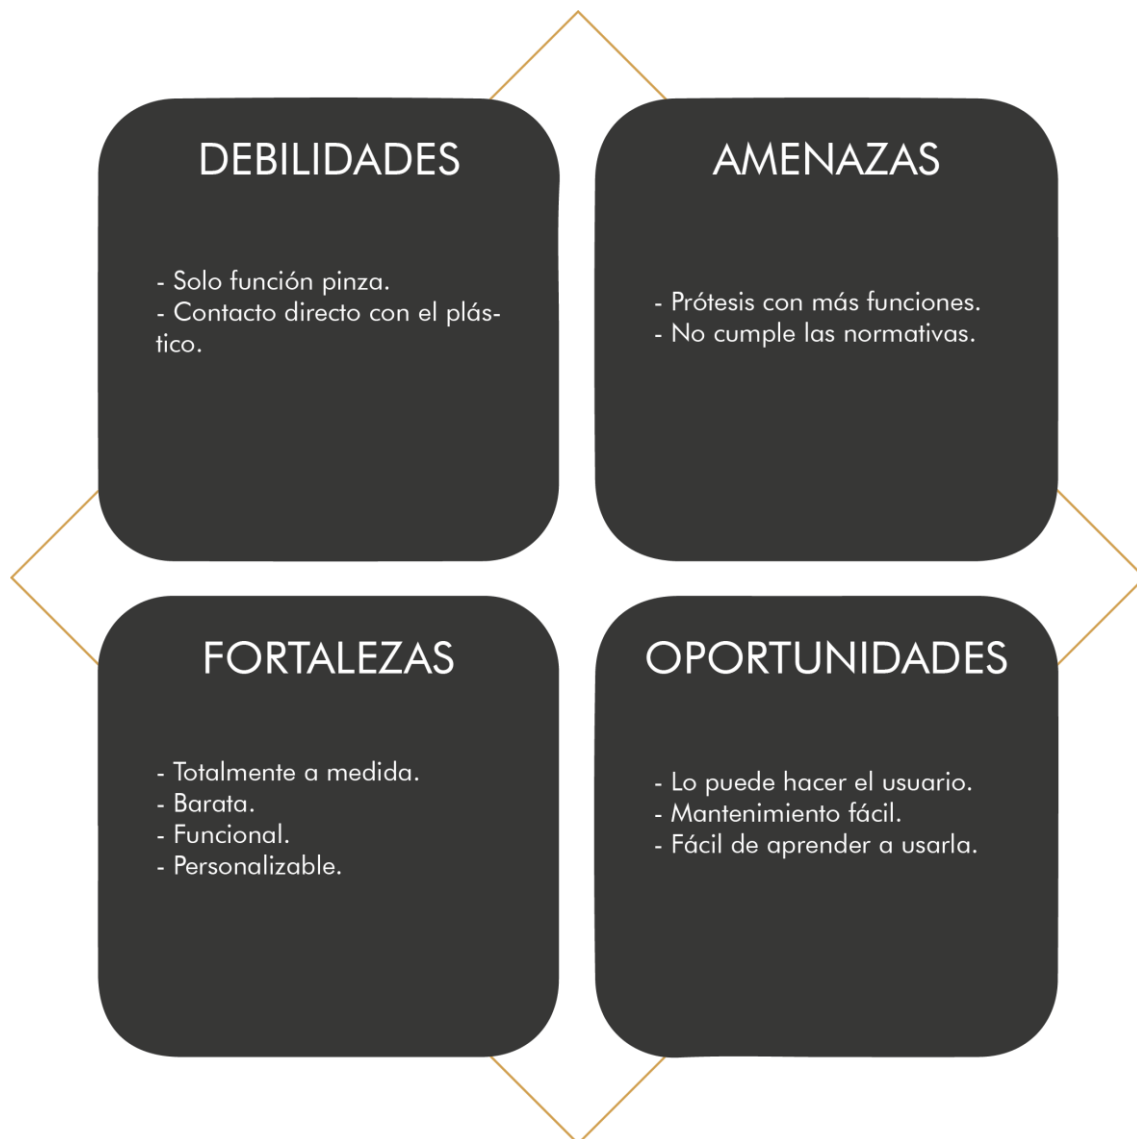 DEBILIDADES
- Solo función pinza.
- Contacto directo con el plás-
tico.
AMENAZAS
- Prótesis con más funciones.
- No cumple las normativas.
FORTALEZAS
- Totalmente a medida.
- Barata.
- Funcional.
- Personalizable.
OPORTUNIDADES
- Lo puede hacer el usuario.
- Mantenimiento fácil.
- Fácil de aprender a usarla.